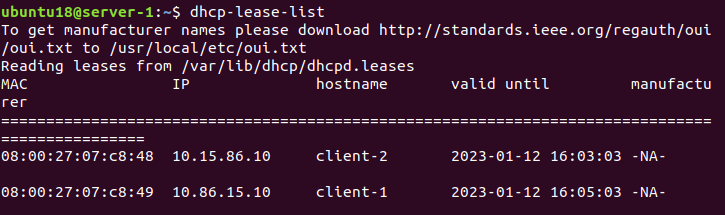 ubuntu18@server-1:~$ dhcp-lease-list
To get manufacturer names please download http://standards.ieee.org/regauth/oui
/oui.txt to /usr/local/etc/oui.txt
Reading leases from /var/lib/dhcp/dhcpd.leases
MAC                IP              hostname       valid until         manufactu
rer
===============================================================================
================
08:00:27:07:c8:48  10.15.86.10     client-2       2023-01-12 16:03:03 -NA-
08:00:27:07:c8:49  10.86.15.10     client-1       2023-01-12 16:05:03 -NA-